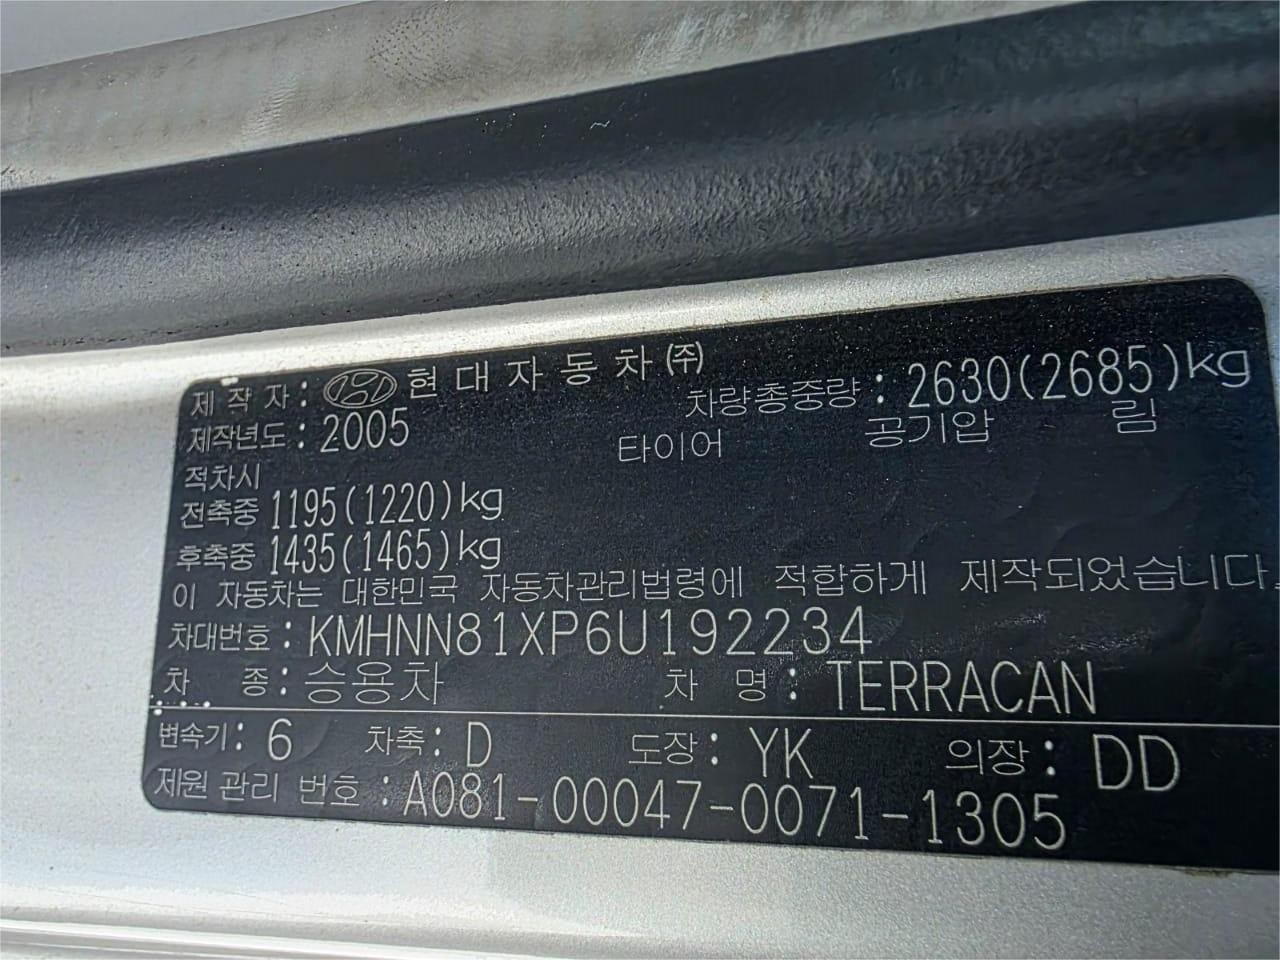 제 작 자 : 현 대 자 동 차 ㈜
제작년도 : 2005
차량총중량 : 2630(2685)kg
적차시 타이어 공기압 림
전축중 1195(1220)kg
후축중 1435(1465)kg
이 자동차는 대한민국 자동차관리법령에 적합하게 제작되었습니다.
차대번호 : KMHNN81XP6U192234
차 종 : 승용차 차 명 : TERRACAN
변속기 : 6 차축 : D 도장 : YK 의장 : DD
제원 관리 번호 : A081-00047-0071-1305